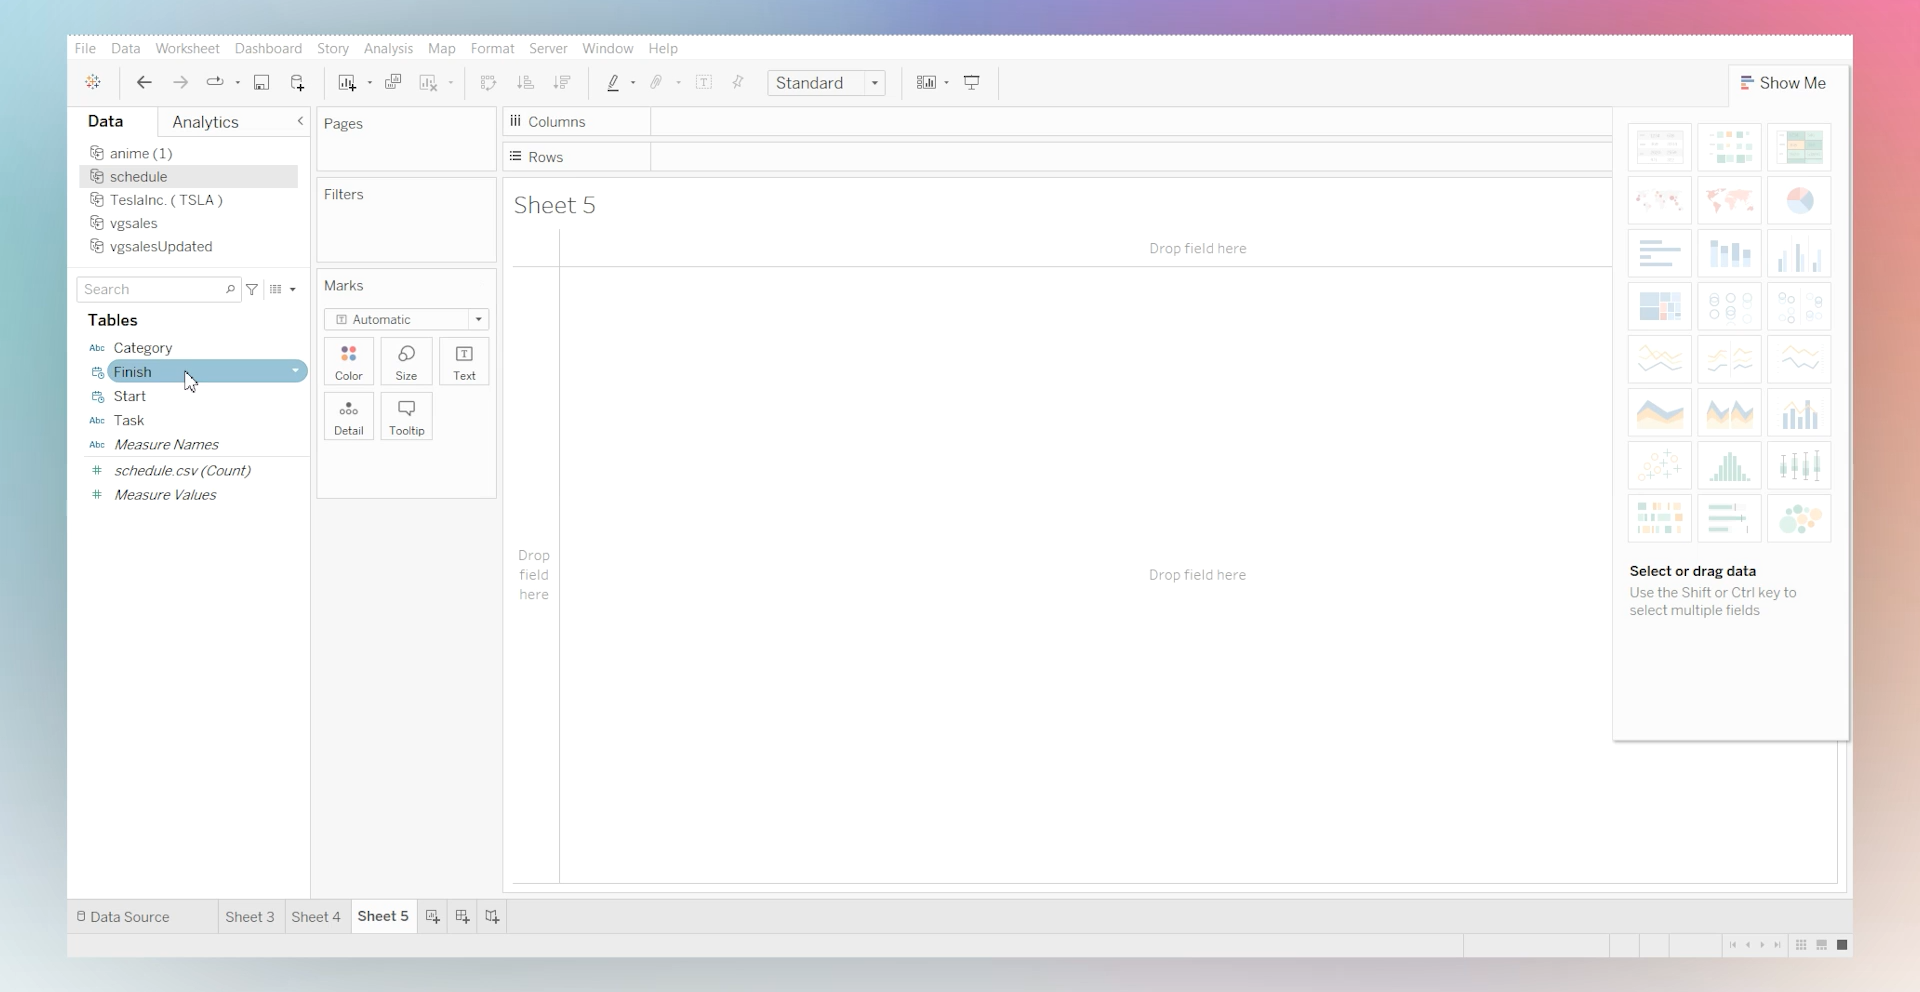 File Data Worksheet Dashboard Story Analysis Map Format Server Window Help
Standard
Show Me
Data Analytics
anime (1)
schedule
TeslaInc. ( TSLA )
vgsales
vgsalesUpdated
Search
Tables
Abc Category
Finish
Start
Abc Task
Abc Measure Names
# schedule.csv (Count)
# Measure Values
Pages
Filters
Marks
Automatic
Color Size Text
Detail Tooltip
Columns
Rows
Sheet 5
Drop field here
Drop
field
here
Drop field here
Select or drag data
Use the Shift or Ctrl key to
select multiple fields
Data Source Sheet 3 Sheet 4 Sheet 5